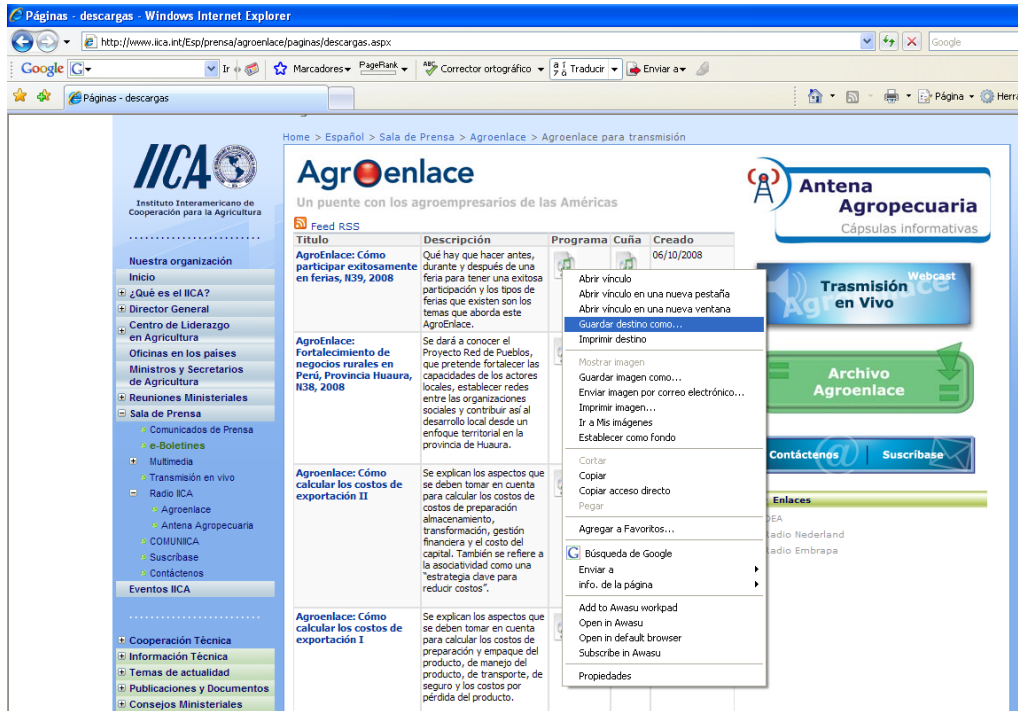 Páginas - descargas - Windows Internet Explorer
http://www.iica.int/Esp/prensa/agroenlace/paginas/descargas.aspx
Google
Google
G
Ir
Marcadores
PageRank
Corrector ortográfico
Traducir
Enviar a
Páginas - descargas
Página
Herra
Home > Español > Sala de Prensa > Agroenlace > Agroenlace para transmisión
IICA
Instituto Interamericano de
Cooperación para la Agricultura
Nuestra organización
Inicio
¿Qué es el IICA?
Director General
Centro de Liderazgo
en Agricultura
Oficinas en los países
Ministros y Secretarios
de Agricultura
Reuniones Ministeriales
Sala de Prensa
Comunicados de Prensa
e-Boletines
Multimedia
Transmisión en vivo
Radio IICA
Agroenlace
Antena Agropecuaria
COMUNIICA
Suscríbase
Contáctenos
Eventos IICA
Cooperación Técnica
Información Técnica
Temas de actualidad
Publicaciones y Documentos
Consejos Ministeriales
Agroenlace
Un puente con los agroempresarios de las Américas
Feed RSS
Titulo Descripción Programa Cuña Creado
AgroEnlace: Cómo
participar exitosamente
en ferias, N39, 2008
Qué hay que hacer antes,
durante y después de una
feria para tener una exitosa
participación y los tipos de
ferias que existen son los
temas que aborda este
AgroEnlace.
06/10/2008
AgroEnlace:
Fortalecimiento de
negocios rurales en
Perú, Provincia Huaura,
N38, 2008
Se dará a conocer el
Proyecto Red de Pueblos,
que pretende fortalecer las
capacidades de los actores
locales, establecer redes
entre las organizaciones
sociales y contribuir así al
desarrollo local desde un
enfoque territorial en la
provincia de Huaura.
Agroenlace: Cómo
calcular los costos de
exportación II
Se explican los aspectos que
se deben tomar en cuenta
para calcular los costos de
costos de preparación
almacenamiento,
transformación, gestión
financiera y el costo del
capital. También se refiere a
la asociatividad como una
"estrategia clave para
reducir costos".
Agroenlace: Cómo
calcular los costos de
exportación I
Se explican los aspectos que
se deben tomar en cuenta
para calcular los costos de
preparación y empaque del
producto, de manejo del
producto, de transporte, de
seguro y los costos por
pérdida del producto.
Abrir vínculo
Abrir vínculo en una nueva pestaña
Abrir vínculo en una nueva ventana
Guardar destino como...
Imprimir destino
Mostrar imagen
Guardar imagen como...
Enviar imagen por correo electrónico...
Imprimir imagen...
Ir a Mis imágenes
Establecer como fondo
Cortar
Copiar
Copiar acceso directo
Pegar
Agregar a Favoritos...
G Búsqueda de Google
Enviar a
info. de la página
Add to Awasu workpad
Open in Awasu
Open in default browser
Subscribe in Awasu
Propiedades
Antena
Agropecuaria
Cápsulas informativas
Webcast
Trasmisión
en Vivo
Archivo
Agroenlace
Contáctenos
Suscríbase
Enlaces
Radio Nederland
Radio Embrapa